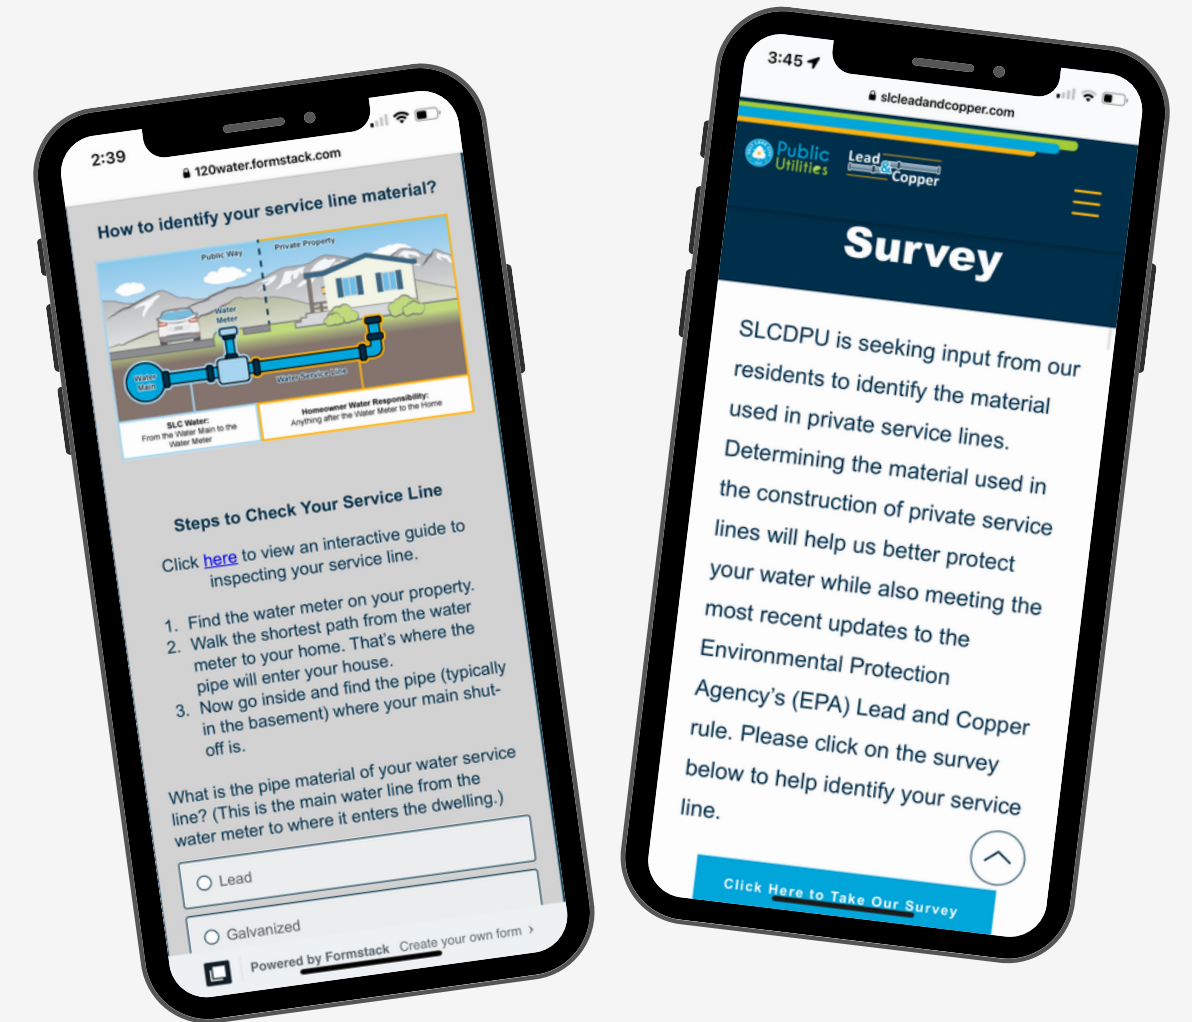 2:39
120water.formstack.com
How to identify your service line material?
Public Way
Private Property
Water
Meter
Water
Main
Water Service Line
SLC Water:
From the Water Main to the
Water Meter
Homeowner Water Responsibility:
Anything after the Water Meter to the Home
Steps to Check Your Service Line
Click here to view an interactive guide to
inspecting your service line.
1. Find the water meter on your property.
2. Walk the shortest path from the water
meter to your home. That's where the
pipe will enter your house.
3. Now go inside and find the pipe (typically
in the basement) where your main shut-
off is.
What is the pipe material of your water service
line? (This is the main water line from the
water meter to where it enters the dwelling.)
Lead
Galvanized
Powered by Formstack Create your own form ›
3:45
slcleadandcopper.com
Public
Utilities
Lead
& Copper
Survey
SLCDPU is seeking input from our
residents to identify the material
used in private service lines.
Determining the material used in
the construction of private service
lines will help us better protect
your water while also meeting the
most recent updates to the
Environmental Protection
Agency's (EPA) Lead and Copper
rule. Please click on the survey
below to help identify your service
line.
Click Here to Take Our Survey